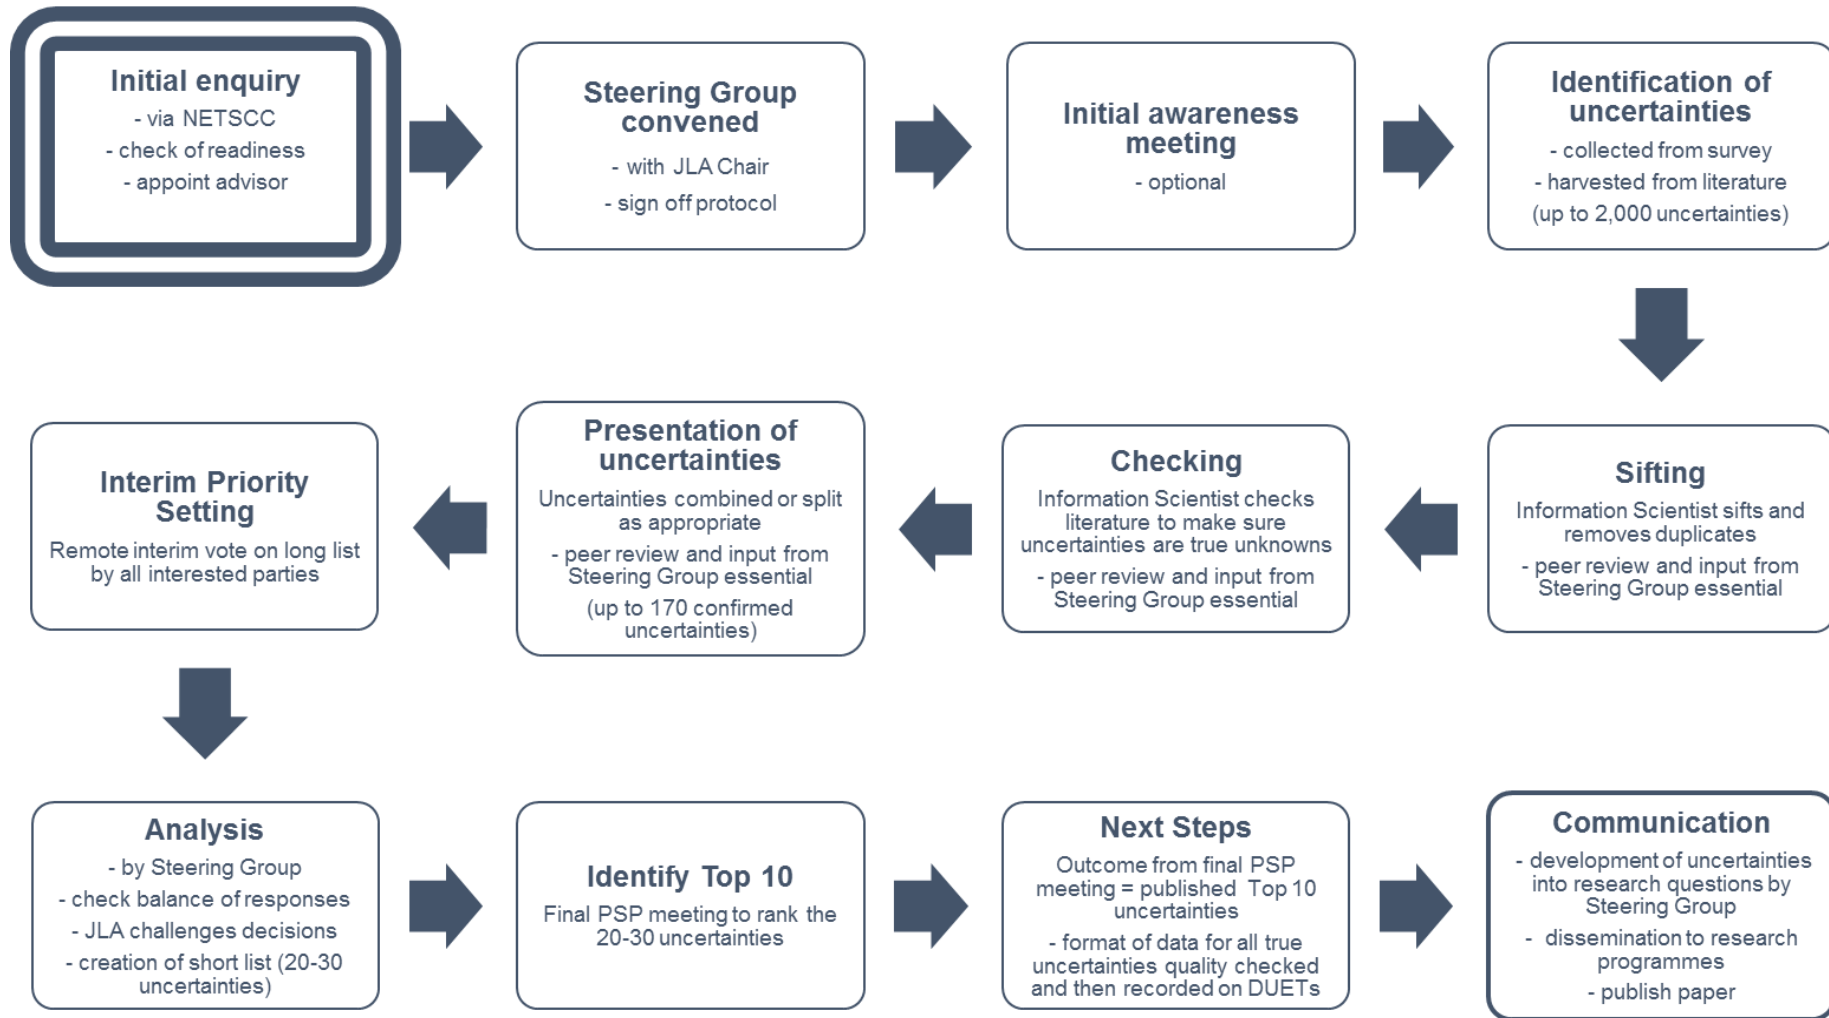 Initial enquiry
- via NETSCC
- check of readiness
- appoint advisor
Steering Group
convened
- with JLA Chair
- sign off protocol
Initial awareness
meeting
- optional
Identification of
uncertainties
- collected from survey
- harvested from literature
(up to 2,000 uncertainties)
Sifting
Information Scientist sifts and
removes duplicates
- peer review and input from
Steering Group essential
Checking
Information Scientist checks
literature to make sure
uncertainties are true unknowns
- peer review and input from
Steering Group essential
Presentation of
uncertainties
Uncertainties combined or split
as appropriate
- peer review and input from
Steering Group essential
(up to 170 confirmed
uncertainties)
Interim Priority
Setting
Remote interim vote on long list
by all interested parties
Analysis
- by Steering Group
- check balance of responses
- JLA challenges decisions
- creation of short list (20-30
uncertainties)
Identify Top 10
Final PSP meeting to rank the
20-30 uncertainties
Next Steps
Outcome from final PSP
meeting = published Top 10
uncertainties
- format of data for all true
uncertainties quality checked
and then recorded on DUETs
Communication
- development of uncertainties
into research questions by
Steering Group
- dissemination to research
programmes
- publish paper